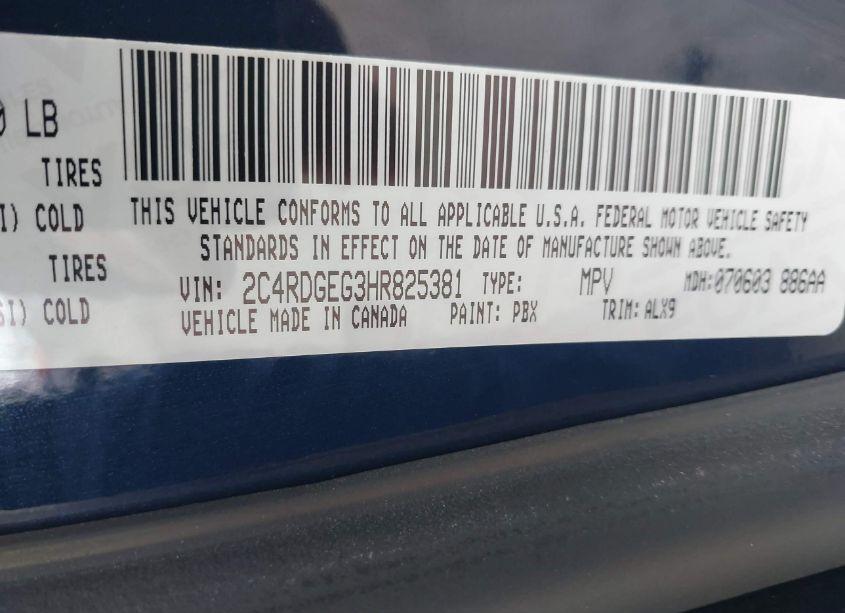 0 LB
TIRES
I) COLD
TIRES
SI) COLD
THIS VEHICLE CONFORMS TO ALL APPLICABLE U.S.A. FEDERAL MOTOR VEHICLE SAFETY
STANDARDS IN EFFECT ON THE DATE OF MANUFACTURE SHOWN ABOVE.
VIN: 2C4RDGEG3HR825381 TYPE: MPV MDH:070603 886AA
VEHICLE MADE IN CANADA PAINT: PBX TRIM: ALX9